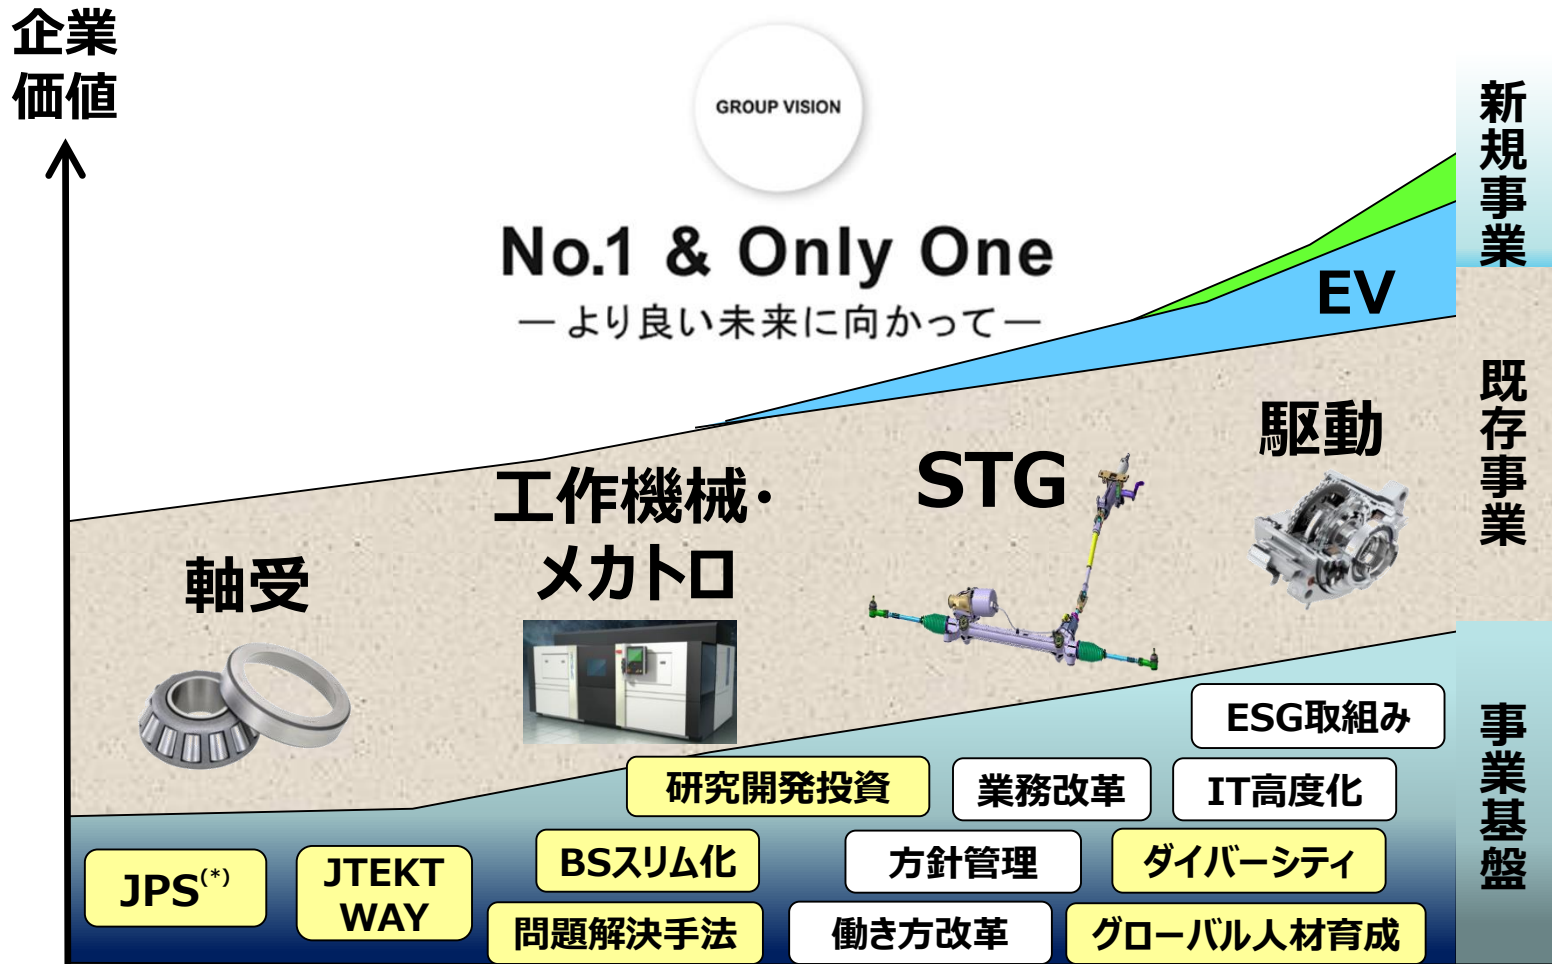 企業
価値
GROUP VISION
No.1 & Only One
―より良い未来に向かって―
新規事業
EV
既存事業
駆動
STG
工作機械・
メカトロ
軸受
事業基盤
ESG取組み
研究開発投資
業務改革
IT高度化
BSスリム化
方針管理
ダイバーシティ
JPS(*)
JTEKT
WAY
問題解決手法
働き方改革
グローバル人材育成